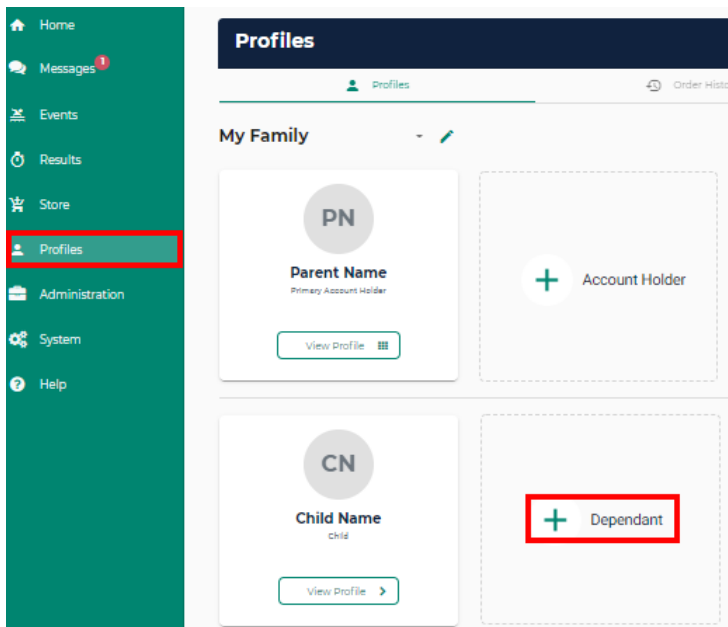 Home
Messages 1
Events
Results
Store
Profiles
Administration
System
Help
Profiles
Profiles
Order
My Family
PN
Parent Name
Primary Account Holder
View Profile
Account Holder
CN
Child Name
Child
View Profile
Dependant